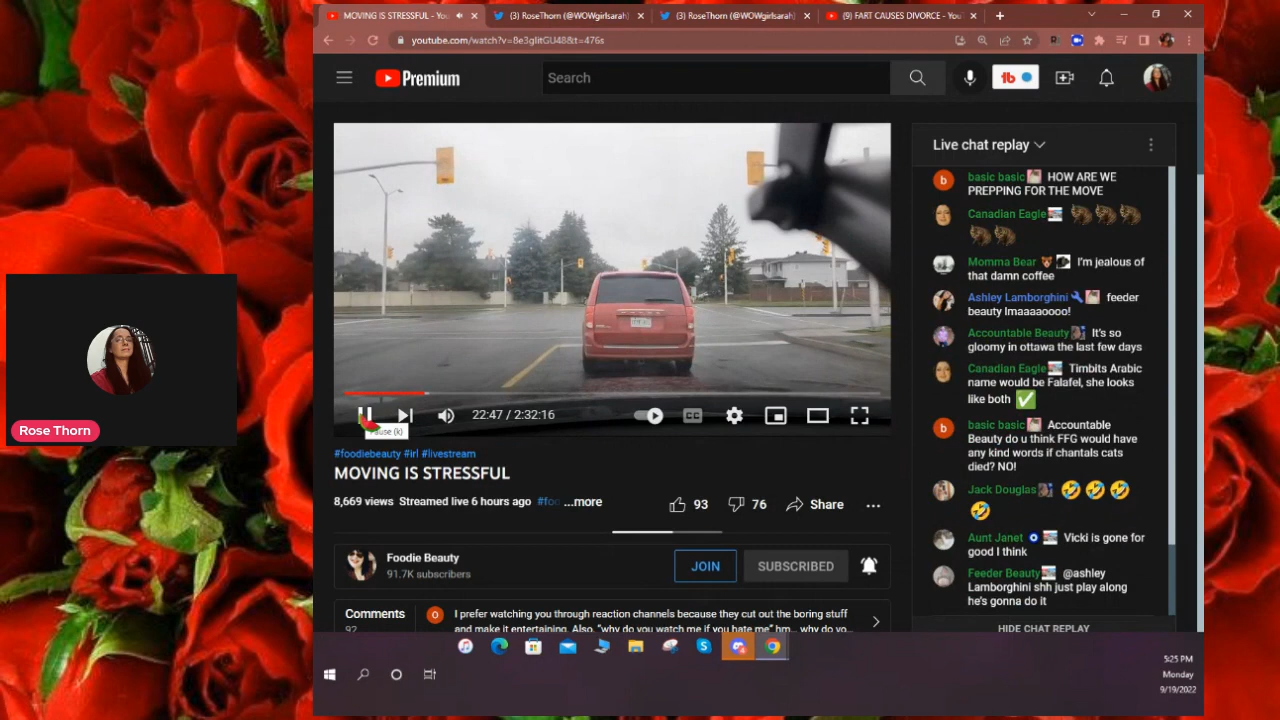 MOVING IS STRESSFUL - You
(3) RoseThorn (@WOWgirlsarah)
(3) RoseThorn (@WOWgirlsarah)
(9) FART CAUSES DIVORCE - You
youtube.com/watch?v=8e3glitGU48&t=476s
Premium
Search
Live chat replay
b basic basic HOW ARE WE
PREPPING FOR THE MOVE
Canadian Eagle
Momma Bear I'm jealous of
that damn coffee
Ashley Lamborghini feeder
beauty lmaaaaoooo!
Accountable Beauty It's so
gloomy in ottawa the last few days
Canadian Eagle Timbits Arabic
name would be Falafel, she looks
like both
b basic basic Accountable
Beauty do u think FFG would have
any kind words if chantals cats
died? NO!
Jack Douglas
Aunt Janet Vicki is gone for
good I think
Feeder Beauty @ashley
Lamborghini shh just play along
he's gonna do it
HIDE CHAT REPLAY
22:47 / 2:32:16
CC
Pause (k)
#foodiebeauty #irl #livestream
MOVING IS STRESSFUL
8,669 views Streamed live 6 hours ago #foo ...more
93
76
Share
Foodie Beauty
91.7K subscribers
JOIN
SUBSCRIBED
Comments
92
o I prefer watching you through reaction channels because they cut out the boring stuff
and make it entertaining. Also, "why do you watch me if you hate me" hm... why do yo...
Rose Thorn
5:25 PM
Monday
9/19/2022